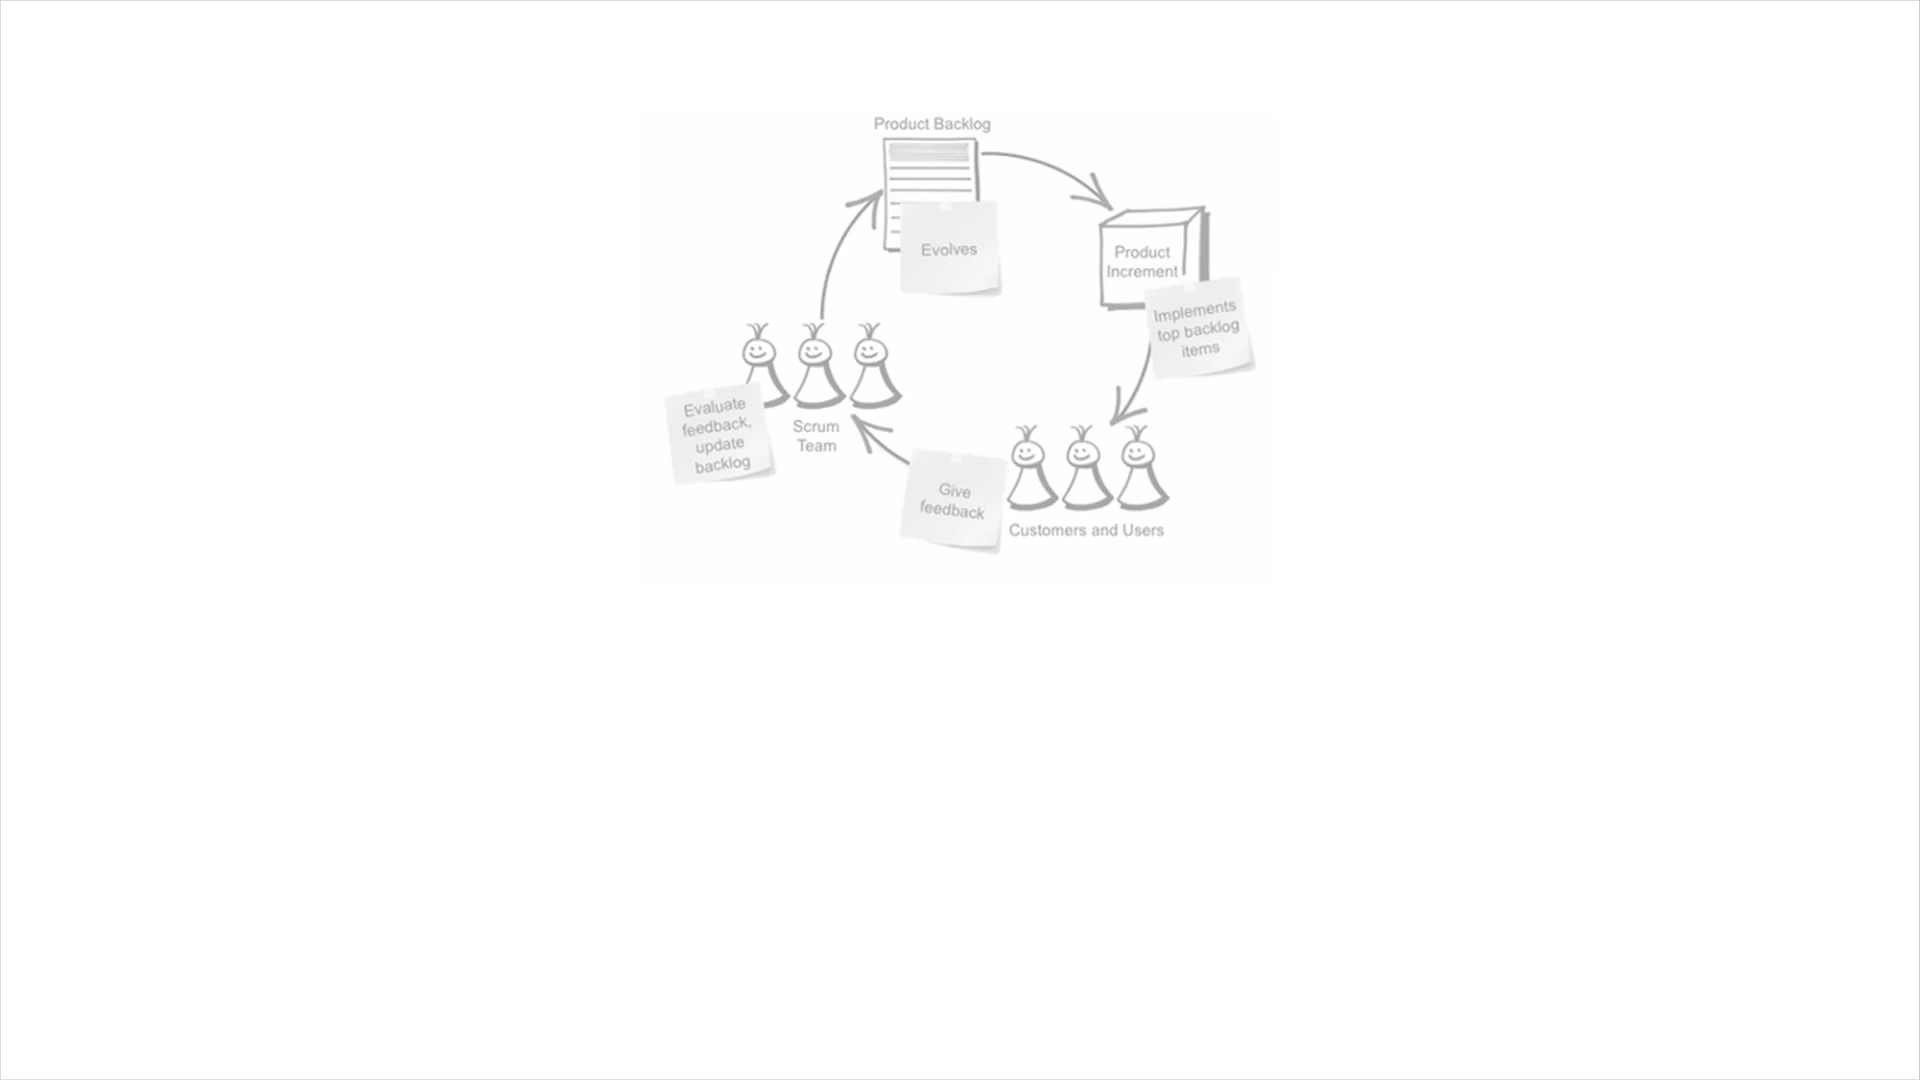 Product Backlog
Evolves
Product
Increment
Implements
top backlog
items
Customers and Users
Give
feedback
Scrum
Team
Evaluate
feedback,
update
backlog